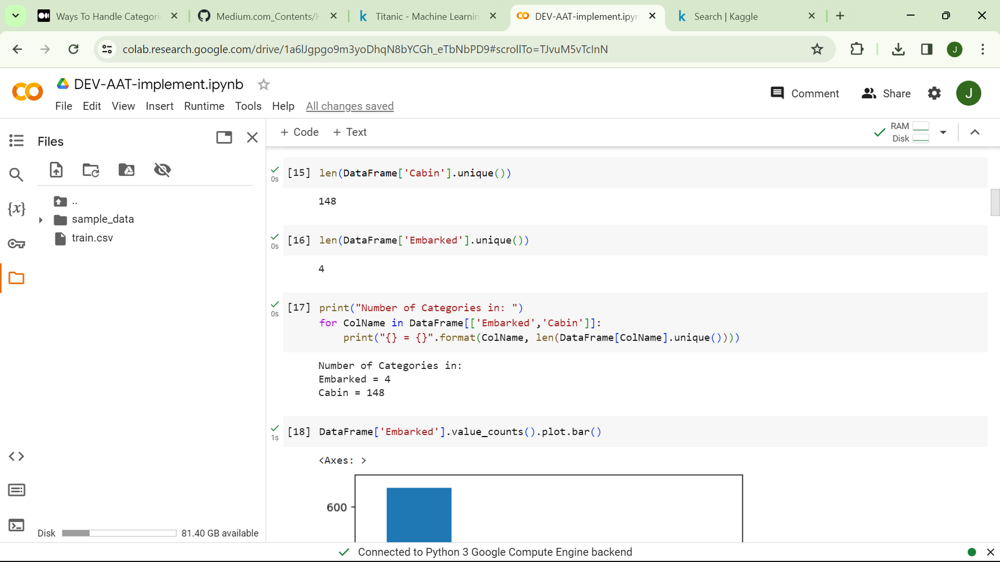 Ways To Handle Categori
Medium.com_Contents/H
Titanic - Machine Learnin
DEV-AAT-implement.ipyn
Search | Kaggle
colab.research.google.com/drive/1a6lJgpgo9m3yoDhqN8bYCGh_eTbNbPD9#scrollTo=TJvuM5vTcInN
J
DEV-AAT-implement.ipynb
Comment
Share
J
File Edit View Insert Runtime Tools Help All changes saved
Files
+ Code + Text
RAM
Disk
{x}
..
sample_data
train.csv
0s
[15] len(DataFrame['Cabin'].unique())
148
0s
[16] len(DataFrame['Embarked'].unique())
4
0s
[17] print("Number of Categories in: ")
for ColName in DataFrame[['Embarked','Cabin']]:
print("{} = {}".format(ColName, len(DataFrame[ColName].unique())))
Number of Categories in:
Embarked = 4
Cabin = 148
1s
[18] DataFrame['Embarked'].value_counts().plot.bar()
<Axes: >
600
Disk 81.40 GB available
Connected to Python 3 Google Compute Engine backend